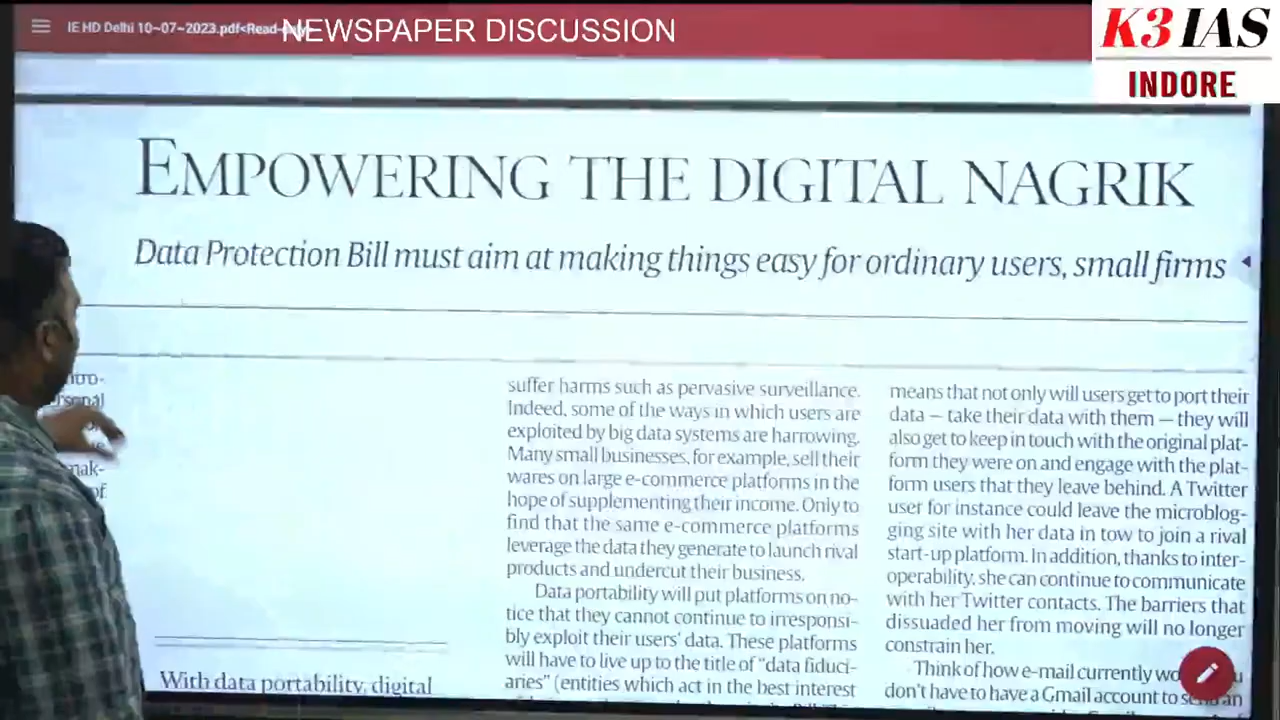 IE HD Delhi 10-07-2023.pdf<Read-
NEWSPAPER DISCUSSION
K3 IAS
INDORE
EMPOWERING THE DIGITAL NAGRIK
Data Protection Bill must aim at making things easy for ordinary users, small firms
suffer harms such as pervasive surveillance.
Indeed, some of the ways in which users are
exploited by big data systems are harrowing.
Many small businesses, for example, sell their
wares on large e-commerce platforms in the
hope of supplementing their income. Only to
find that the same e-commerce platforms
leverage the data they generate to launch rival
products and undercut their business.
Data portability will put platforms on no-
tice that they cannot continue to irresponsi-
bly exploit their users' data. These platforms
will have to live up to the title of "data fiduci-
aries" (entities which act in the best interest
means that not only will users get to port their
data — take their data with them — they will
also get to keep in touch with the original plat-
form they were on and engage with the plat-
form users that they leave behind. A Twitter
user for instance could leave the microblog-
ging site with her data in tow to join a rival
start-up platform. In addition, thanks to inter-
operability, she can continue to communicate
with her Twitter contacts. The barriers that
dissuaded her from moving will no longer
constrain her.
Think of how e-mail currently
don't have to have a Gmail account to an
With data portability, digital
of